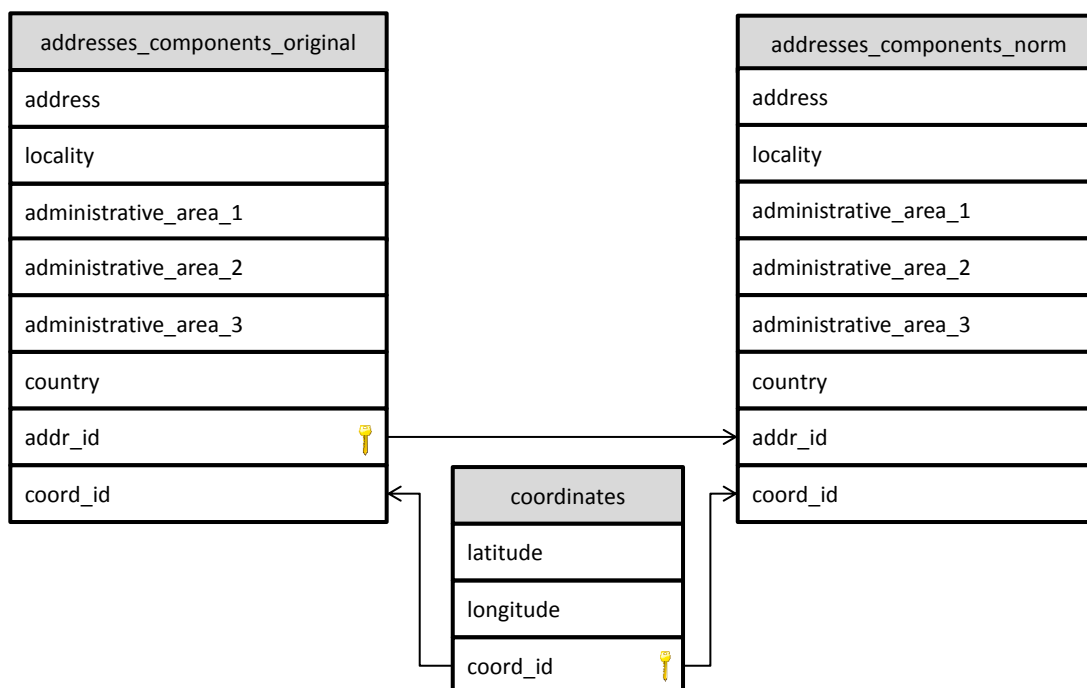 addresses_components_original
address
locality
administrative_area_1
administrative_area_2
administrative_area_3
country
addr_id
coord_id
addresses_components_norm
address
locality
administrative_area_1
administrative_area_2
administrative_area_3
country
addr_id
coord_id
coordinates
latitude
longitude
coord_id